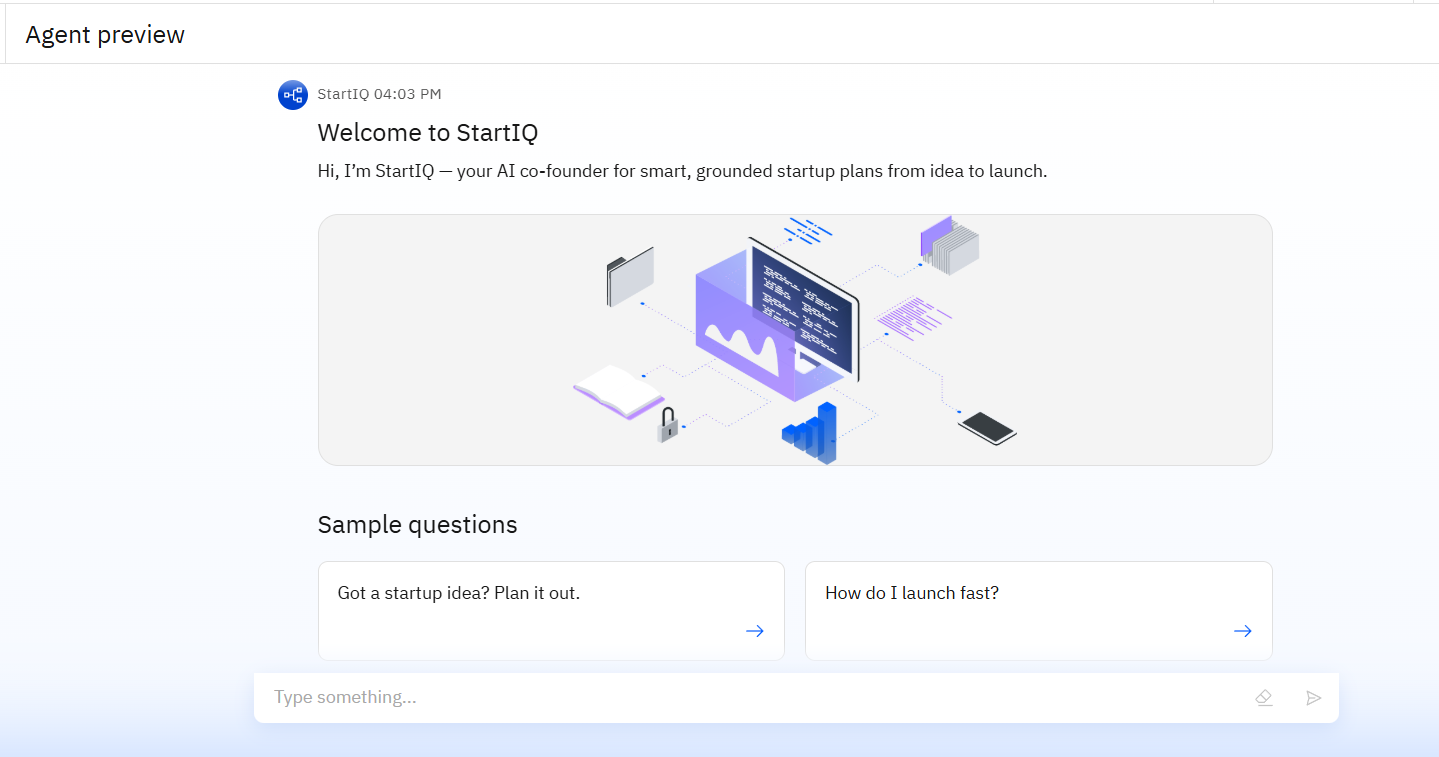 Agent preview
StartIQ 04:03 PM
Welcome to StartIQ
Hi, I’m StartIQ — your AI co-founder for smart, grounded startup plans from idea to launch.
Sample questions
Got a startup idea? Plan it out.
How do I launch fast?
Type something...